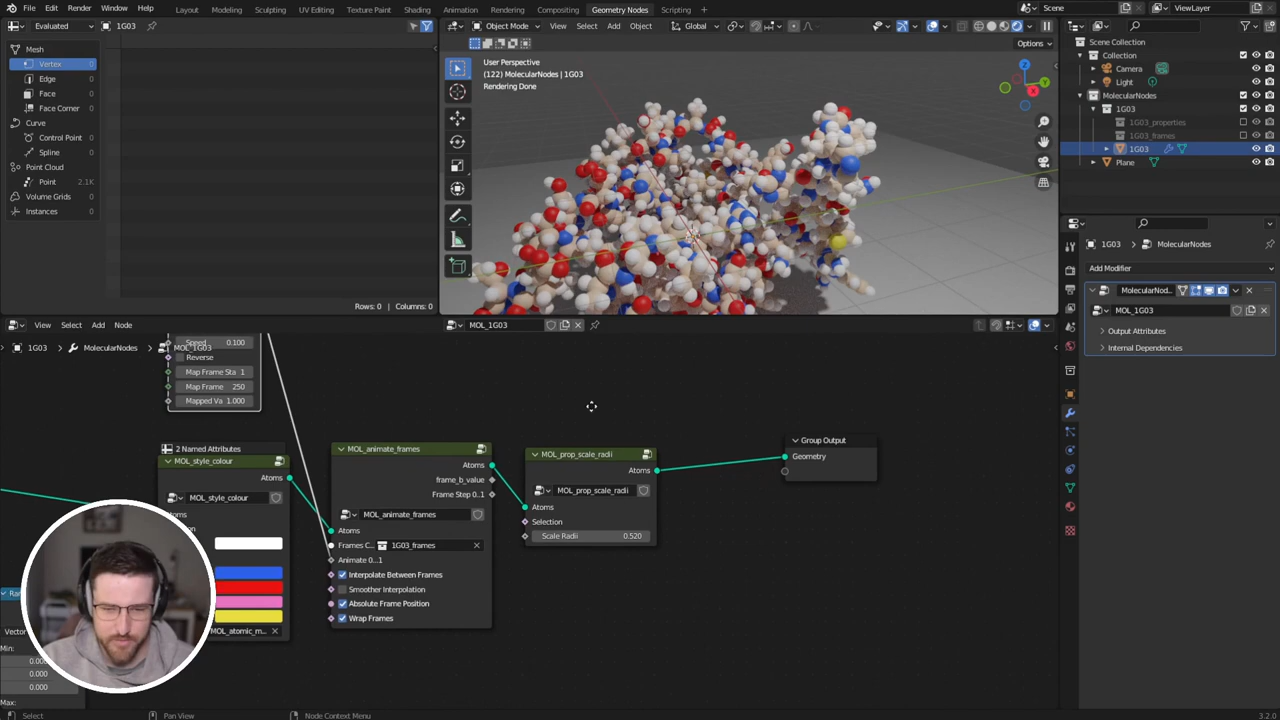 File Edit Render Window Help Layout Modeling Sculpting UV Editing Texture Paint Shading Animation Rendering Compositing Geometry Nodes Scripting Scene ViewLayer
Evaluated 1G03
Object Mode View Select Add Object Global
Options
Mesh
Vertex 0
Edge 0
Face 0
Face Corner 0
Curve
Control Point 0
Spline 0
Point Cloud
Point 2.1K
Volume Grids
Instances 0
Rows: 0 Columns: 0
User Perspective
(122) MolecularNodes | 1G03
Rendering Done
Z
Y
X
Scene Collection
Collection
Camera
Light
MolecularNodes
1G03
1G03_properties
1G03_frames
1G03
Plane
1G03 MolecularNodes
Add Modifier
MolecularNod..
MOL_1G03
Output Attributes
Internal Dependencies
View Select Add Node MOL_1G03
1G03 MolecularNodes MOL_1G03
Speed 0.100
Reverse
Map Frame Sta 1
Map Frame 250
Mapped Va 1.000
2 Named Attributes
MOL_style_colour
Atoms
MOL_style_colour
MOL_atomic_m...
MOL_animate_frames
Atoms
frame_b_value
Frame Step 0..1
MOL_animate_frames
Atoms
Frames C... 1G03_frames
Animate 0...1
Interpolate Between Frames
Smoother Interpolation
Absolute Frame Position
Wrap Frames
MOL_prop_scale_radii
Atoms
MOL_prop_scale_radii
Atoms
Selection
Scale Radii 0.520
Group Output
Geometry
Vector
Min:
0.000
0.000
0.000
Max:
Select Pan View Node Context Menu 3.2.0